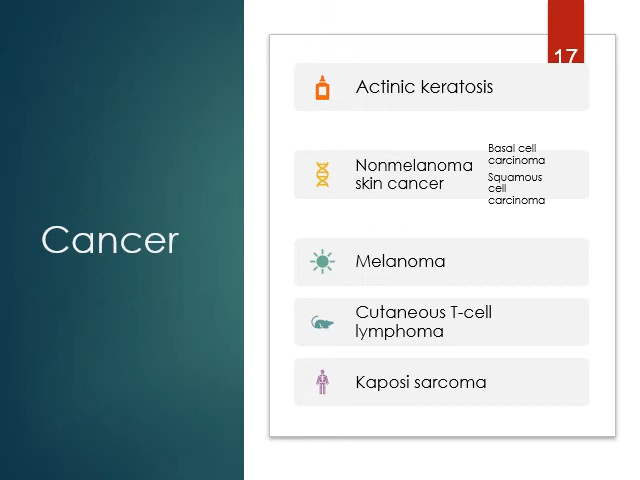 17
Actinic keratosis
Nonmelanoma
skin cancer
Basal cell
carcinoma
Squamous
cell
carcinoma
Cancer
Melanoma
Cutaneous T-cell
lymphoma
Kaposi sarcoma